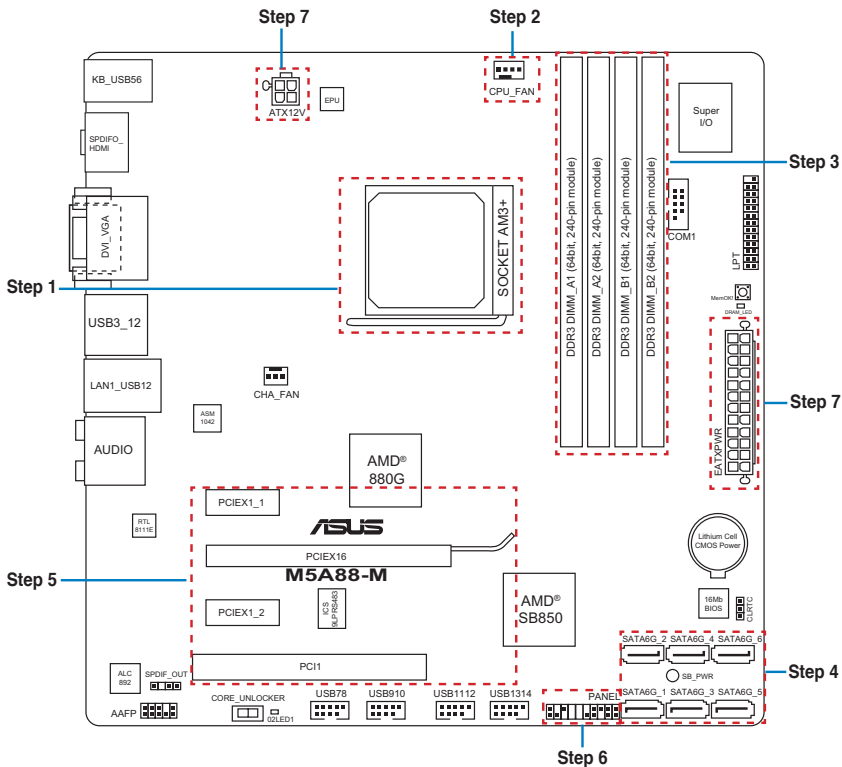 Step 7
Step 2
KB_USB56
ATX12V
EPU
CPU_FAN
Super
I/O
SPDIFO_
HDMI
Step 3
DDR3 DIMM_A1 (64bit, 240-pin module)
DDR3 DIMM_A2 (64bit, 240-pin module)
DDR3 DIMM_B1 (64bit, 240-pin module)
DDR3 DIMM_B2 (64bit, 240-pin module)
COM1
LPT
DVI_VGA
SOCKET AM3+
Step 1
MemOK!
DRAM_LED
USB3_12
LAN1_USB12
CHA_FAN
Step 7
EATXPWR
ASM
1042
AUDIO
AMD®
880G
PCIEX1_1
RTL
8111E
ASUS
Lithium Cell
CMOS Power
PCIEX16
M5A88-M
Step 5
PCIEX1_2
ICS
9LPRS483
AMD®
SB850
16Mb
BIOS
CLRTC
SATA6G_2 SATA6G_4 SATA6G_6
PCI1
ALC
892
SPDIF_OUT
SB_PWR
Step 4
CORE_UNLOCKER
USB78
USB910
USB1112
USB1314
PANEL
SATA6G_1 SATA6G_3 SATA6G_5
AAFP
02LED1
Step 6